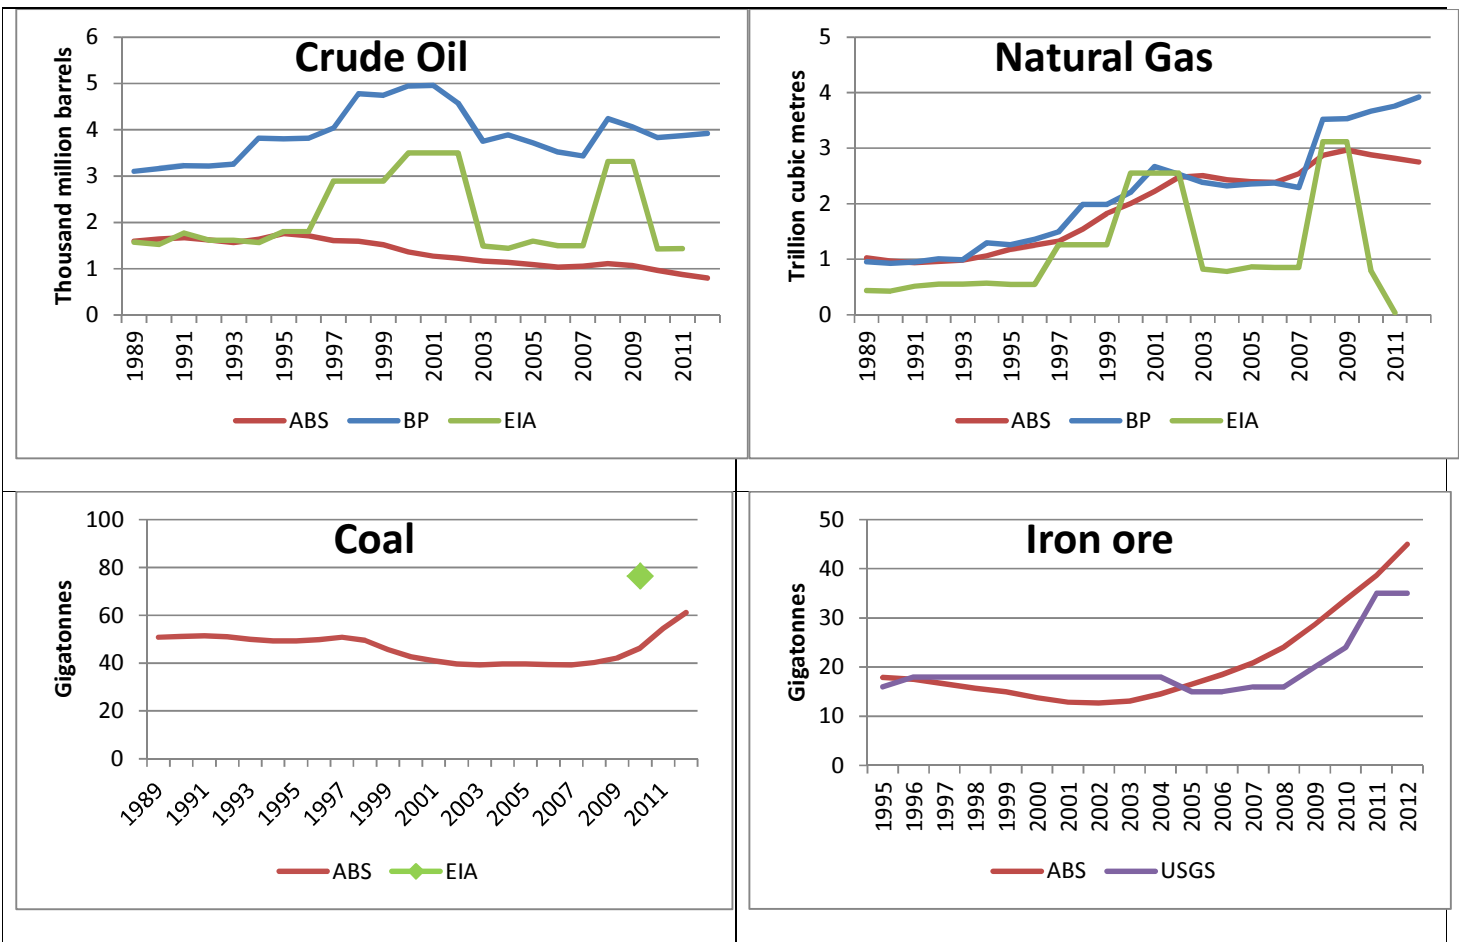 Crude Oil
Thousand million barrels
6
5
4
3
2
1
0
1989 1991 1993 1995 1997 1999 2001 2003 2005 2007 2009 2011
ABS BP EIA
Natural Gas
Trillion cubic metres
5
4
3
2
1
0
1989 1991 1993 1995 1997 1999 2001 2003 2005 2007 2009 2011
ABS BP EIA
Coal
Gigatonnes
100
80
60
40
20
0
1989 1991 1993 1995 1997 1999 2001 2003 2005 2007 2009 2011
ABS EIA
Iron ore
Gigatonnes
50
40
30
20
10
0
1995 1996 1997 1998 1999 2000 2001 2002 2003 2004 2005 2006 2007 2008 2009 2010 2011 2012
ABS USGS